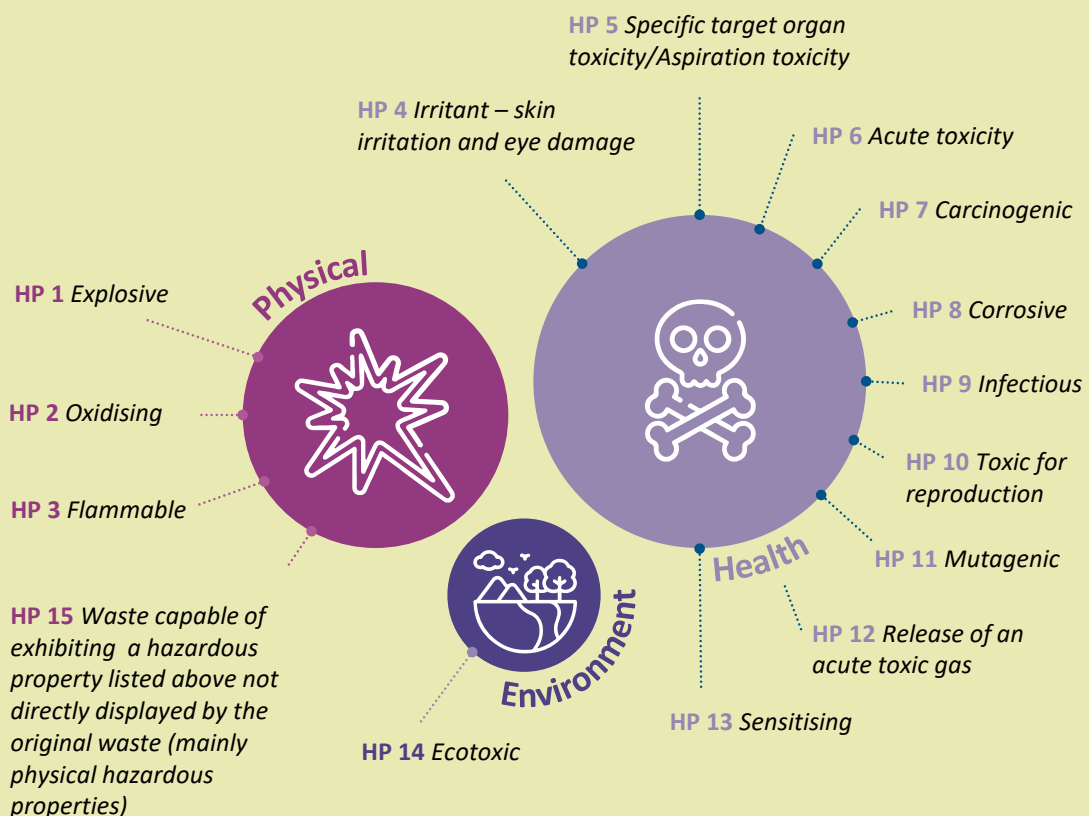 HP 5 Specific target organ
toxicity/Aspiration toxicity
HP 4 Irritant – skin
irritation and eye damage
HP 6 Acute toxicity
HP 7 Carcinogenic
Physical
HP 1 Explosive
HP 8 Corrosive
HP 9 Infectious
HP 2 Oxidising
HP 10 Toxic for
reproduction
HP 3 Flammable
Health
HP 11 Mutagenic
Environment
HP 15 Waste capable of
exhibiting a hazardous
property listed above not
directly displayed by the
original waste (mainly
physical hazardous
properties)
HP 12 Release of an
acute toxic gas
HP 13 Sensitising
HP 14 Ecotoxic